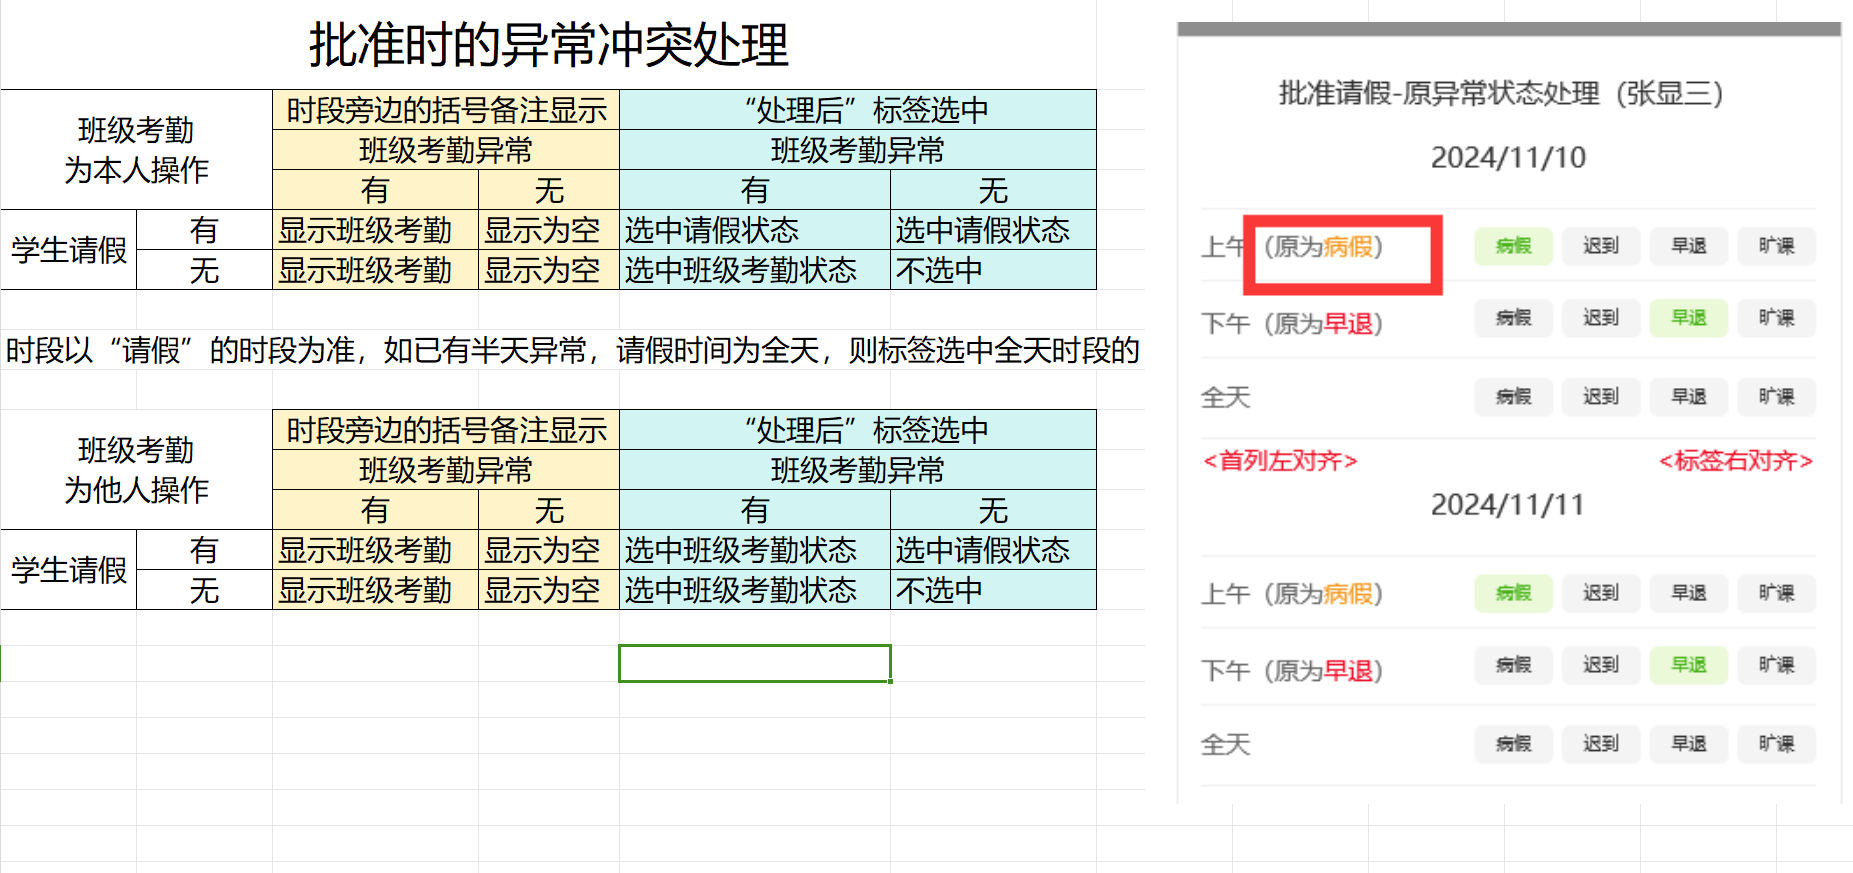 批准时的异常冲突处理
班级考勤
为本人操作
时段旁边的括号备注显示
“处理后”标签选中
班级考勤异常
班级考勤异常
有
无
有
无
学生请假
有
显示班级考勤
显示为空
选中请假状态
选中请假状态
无
显示班级考勤
显示为空
选中班级考勤状态
不选中
时段以“请假”的时段为准，如已有半天异常，请假时间为全天，则标签选中全天时段的
班级考勤
为他人操作
时段旁边的括号备注显示
“处理后”标签选中
班级考勤异常
班级考勤异常
有
无
有
无
学生请假
有
显示班级考勤
显示为空
选中班级考勤状态
选中请假状态
无
显示班级考勤
显示为空
选中班级考勤状态
不选中
批准请假-原异常状态处理（张显三）
2024/11/10
上午（原为病假） 病假 迟到 早退 旷课
下午（原为早退） 病假 迟到 早退 旷课
全天 病假 迟到 早退 旷课
<首列左对齐> <标签右对齐>
2024/11/11
上午（原为病假） 病假 迟到 早退 旷课
下午（原为早退） 病假 迟到 早退 旷课
全天 病假 迟到 早退 旷课